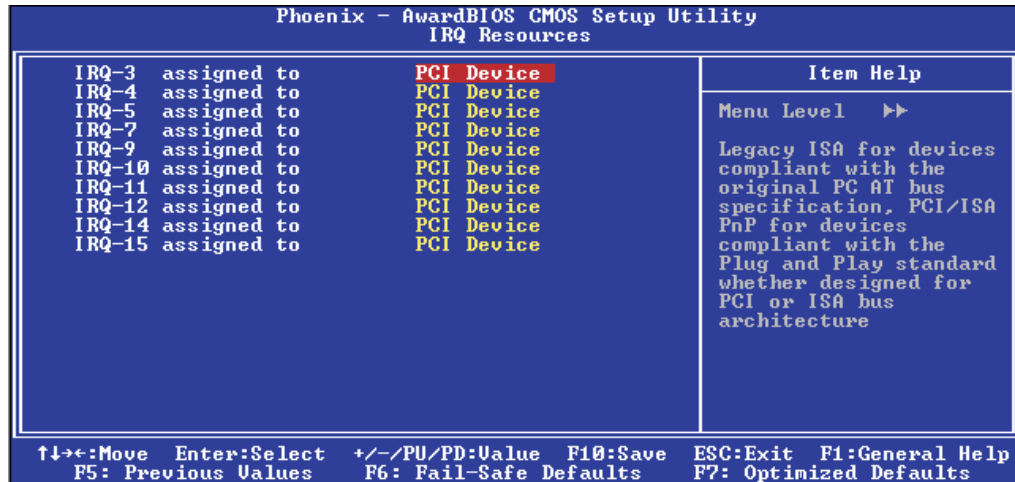 Phoenix - AwardBIOS CMOS Setup Utility
IRQ Resources
IRQ-3 assigned to PCI Device
IRQ-4 assigned to PCI Device
IRQ-5 assigned to PCI Device
IRQ-7 assigned to PCI Device
IRQ-9 assigned to PCI Device
IRQ-10 assigned to PCI Device
IRQ-11 assigned to PCI Device
IRQ-12 assigned to PCI Device
IRQ-14 assigned to PCI Device
IRQ-15 assigned to PCI Device
Item Help
Menu Level ▸▸
Legacy ISA for devices
compliant with the
original PC AT bus
specification, PCI/ISA
PnP for devices
compliant with the
Plug and Play standard
whether designed for
PCI or ISA bus
architecture
↑↓→←:Move Enter:Select +/-/PU/PD:Value F10:Save ESC:Exit F1:General Help
F5: Previous Values F6: Fail-Safe Defaults F7: Optimized Defaults